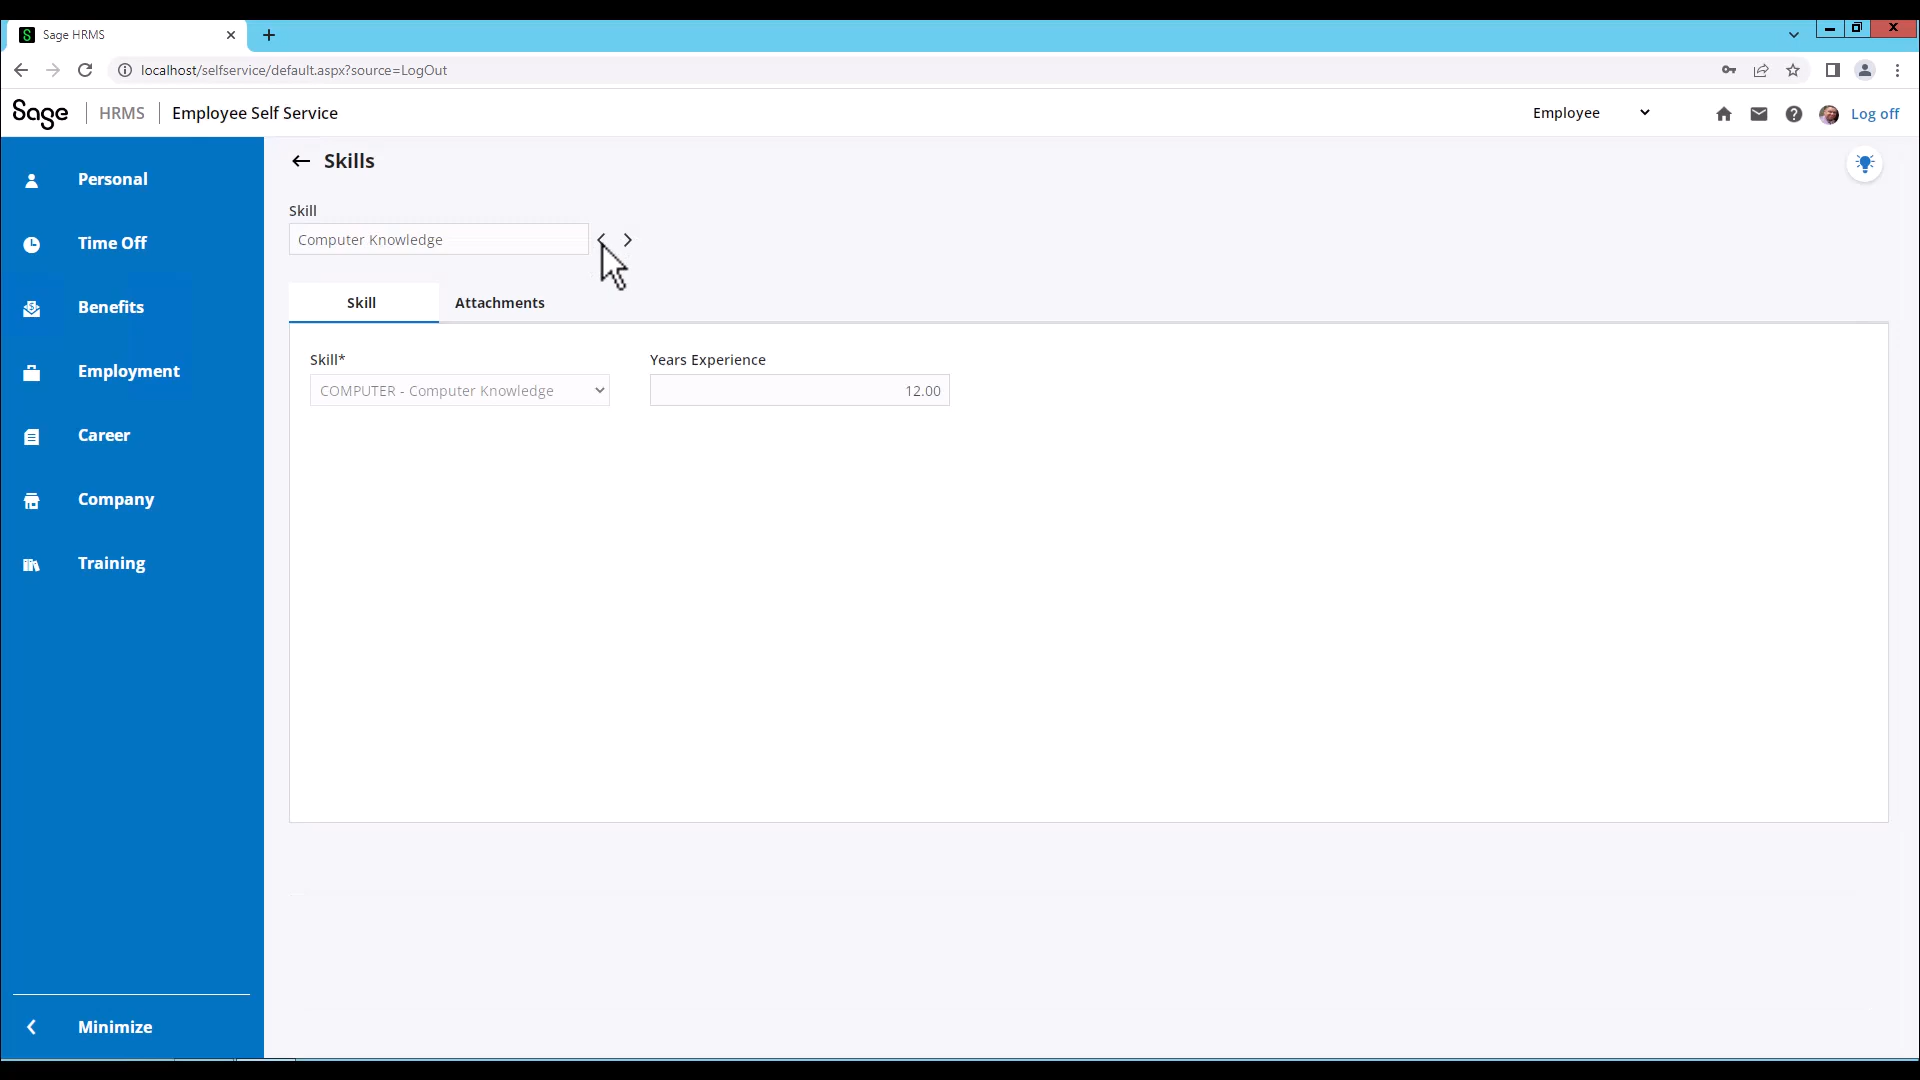 Sage HRMS
localhost/selfservice/default.aspx?source=LogOut
Sage HRMS Employee Self Service
Employee
Log off
Personal
Time Off
Benefits
Employment
Career
Company
Training
Minimize
Skills
Skill
Computer Knowledge
Skill Attachments
Skill* Years Experience
COMPUTER - Computer Knowledge 12.00